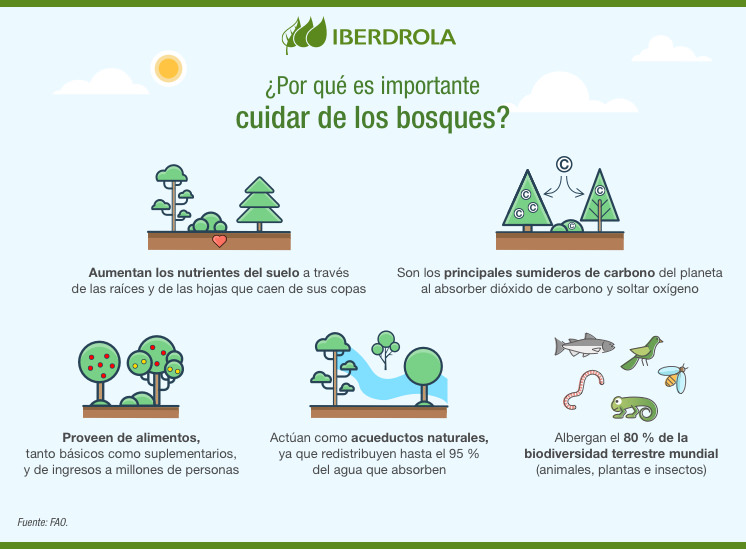 IBERDROLA
¿Por qué es importante
cuidar de los bosques?
C
C
C
C
C
C
Aumentan los nutrientes del suelo a través
de las raíces y de las hojas que caen de sus copas
Son los principales sumideros de carbono del planeta
al absorber dióxido de carbono y soltar oxígeno
Proveen de alimentos,
tanto básicos como suplementarios,
y de ingresos a millones de personas
Actúan como acueductos naturales,
ya que redistribuyen hasta el 95 %
del agua que absorben
Albergan el 80 % de la
biodiversidad terrestre mundial
(animales, plantas e insectos)
Fuente: FAO.